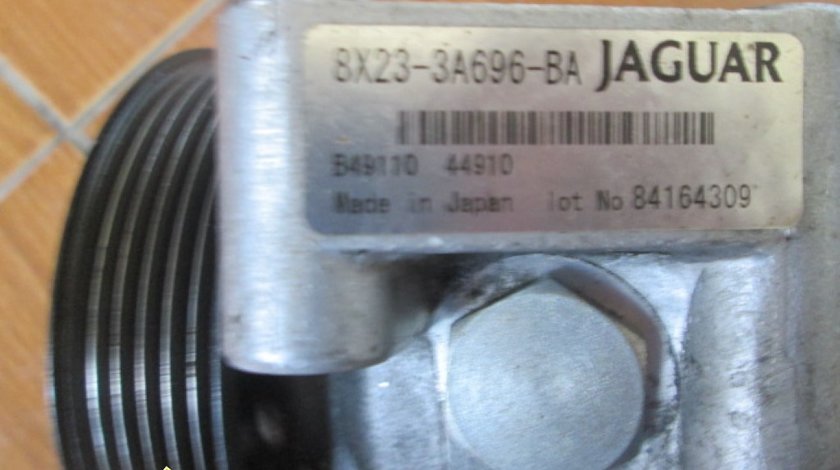 8X23-3A696-BA JAGUAR
B49110 44910
Made in Japan lot No 84164309